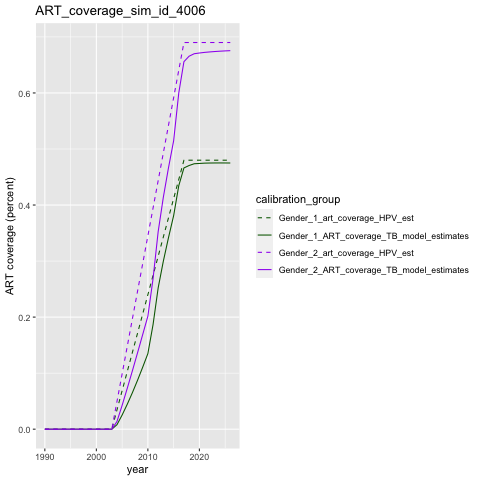 ART_coverage_sim_id_4006
ART coverage (percent)
0.6
0.4
0.2
0.0
1990
2000
2010
2020
year
calibration_group
Gender_1_art_coverage_HPV_est
Gender_1_ART_coverage_TB_model_estimates
Gender_2_art_coverage_HPV_est
Gender_2_ART_coverage_TB_model_estimates